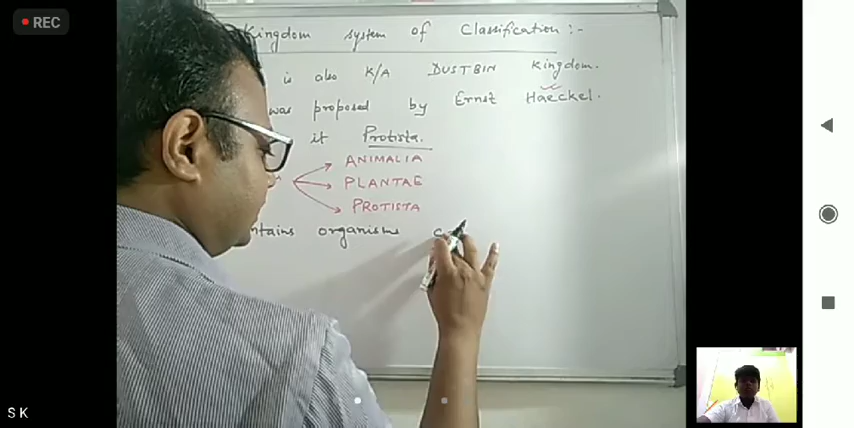 REC
Kingdom system of Classification :-
is also K/A DUSTBIN Kingdom.
was proposed by Ernst Haeckel.
it Protista.
ANIMALIA
PLANTAE
PROTISTA
organisms
S K